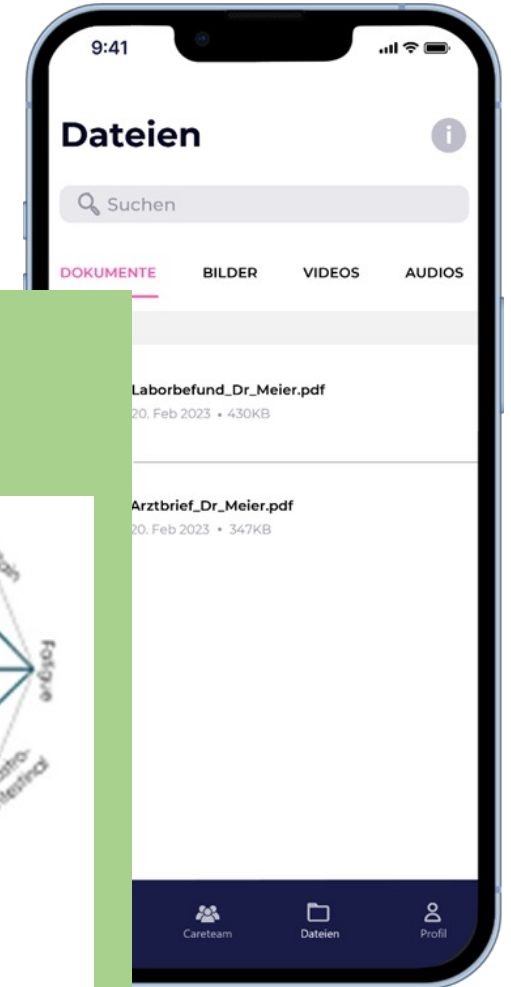 9:41
Dateien
i
Suchen
DOKUMENTE BILDER VIDEOS AUDIOS
Laborbefund_Dr_Meier.pdf
20. Feb 2023 • 430KB
Arztbrief_Dr_Meier.pdf
20. Feb 2023 • 347KB
Fatigue
Careteam Dateien Profil